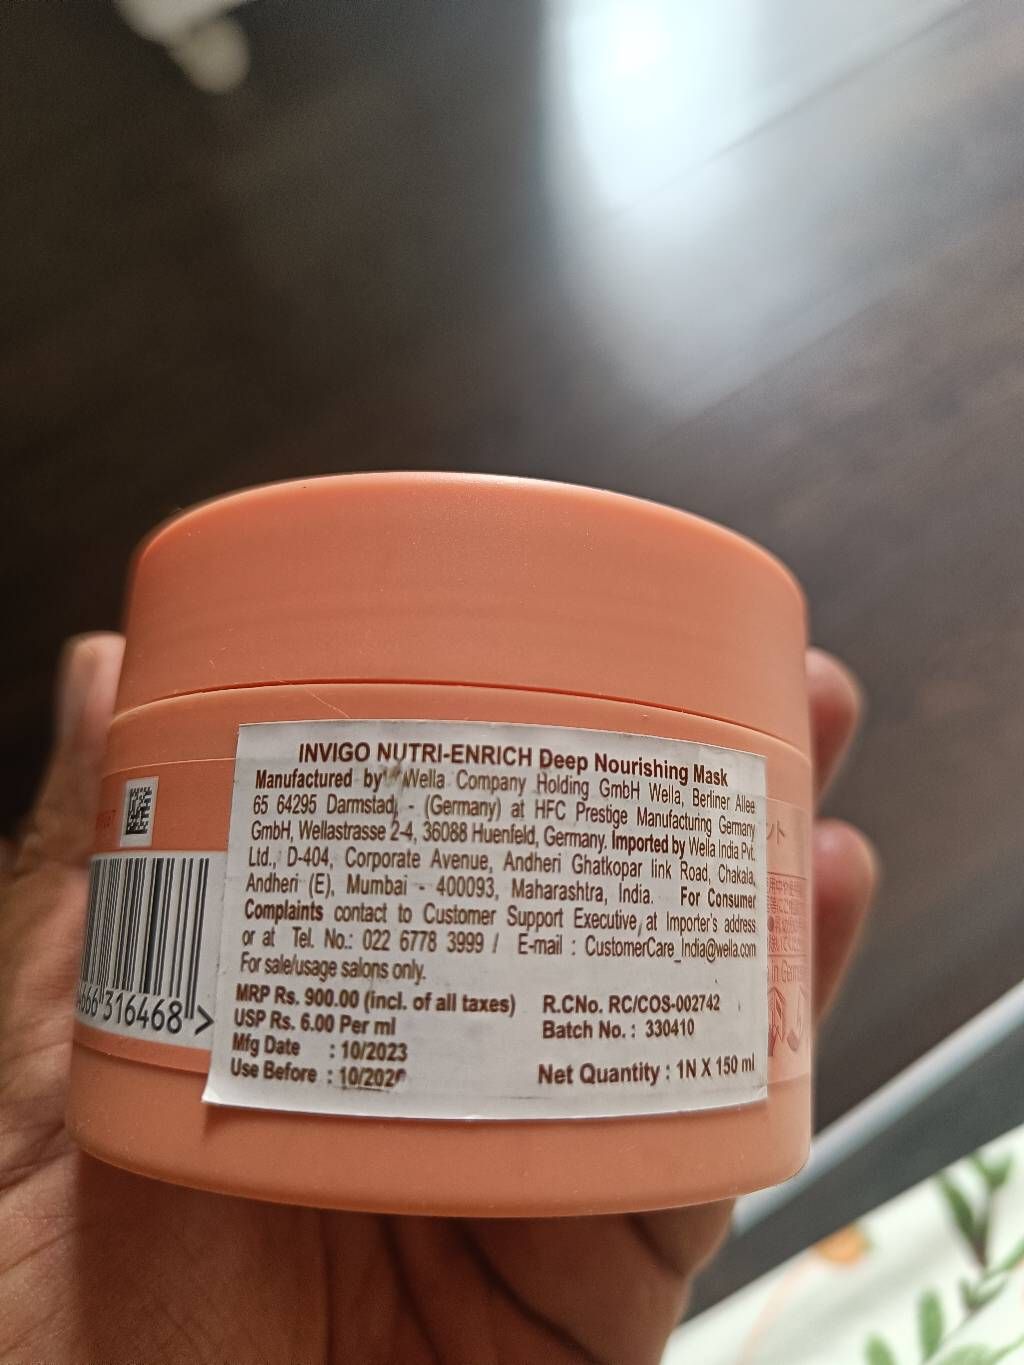 INVIGO NUTRI-ENRICH Deep Nourishing Mask
Manufactured by Wella Company Holding GmbH Wella, Berliner Allee
65 64295 Darmstadt, - (Germany) at HFC Prestige Manufacturing Germany
GmbH, Wellastrasse 2-4, 36088 Huenfeld, Germany. Imported by Wella India Pvt.
Ltd., D-404, Corporate Avenue, Andheri Ghatkopar link Road, Chakala,
Andheri (E), Mumbai - 400093, Maharashtra, India. For Consumer
Complaints contact to Customer Support Executive, at Importer's address
or at Tel. No.: 022 6778 3999 / E-mail : CustomerCare_India@wella.com
For sale/usage salons only.
MRP Rs. 900.00 (incl. of all taxes) R.CNo. RC/COS-002742
USP Rs. 6.00 Per ml Batch No. : 330410
Mfg Date : 10/2023
Use Before : Net Quantity : 1N X 150 ml
316468 >
ント
in